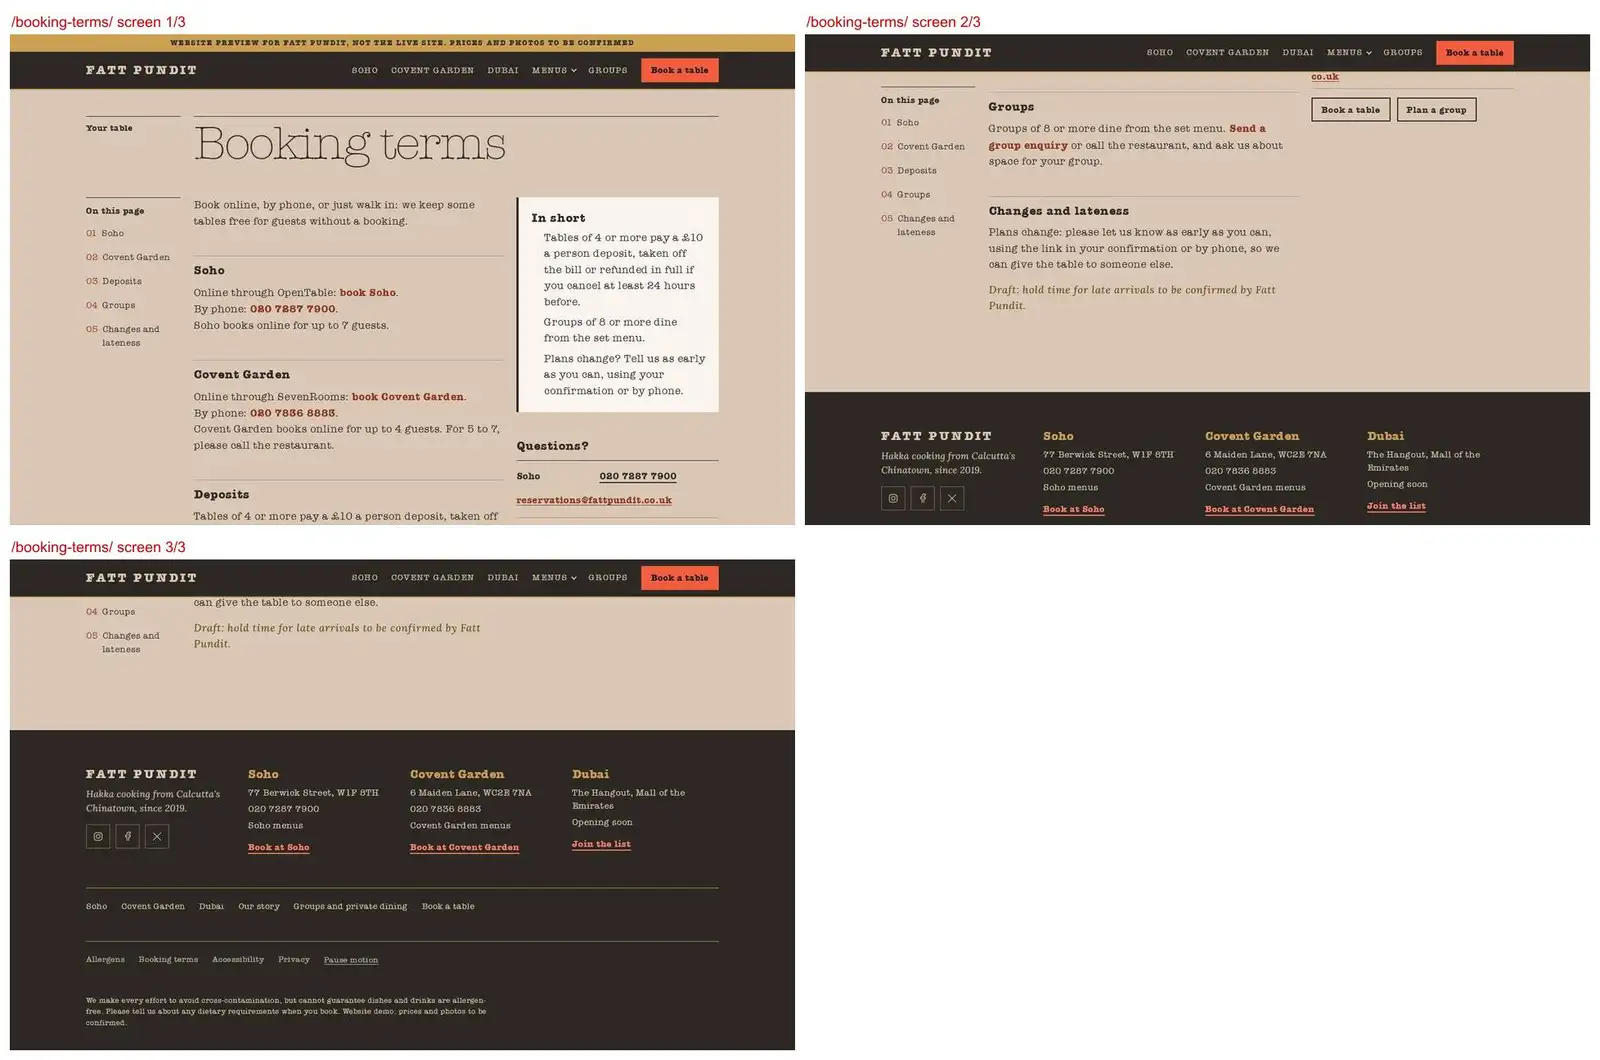 /booking-terms/ screen 1/3
WEBSITE PREVIEW FOR FATT PUNDIT, NOT THE LIVE SITE. PRICES AND PHOTOS TO BE CONFIRMED
FATT PUNDIT
SOHO COVENT GARDEN DUBAI MENUS GROUPS Book a table
Your table
Booking terms
On this page
01 Soho
02 Covent Garden
03 Deposits
04 Groups
05 Changes and
lateness
Book online, by phone, or just walk in: we keep some
tables free for guests without a booking.
Soho
Online through OpenTable: book Soho.
By phone: 020 7287 7900.
Soho books online for up to 7 guests.
Covent Garden
Online through SevenRooms: book Covent Garden.
By phone: 020 7836 8883.
Covent Garden books online for up to 4 guests. For 5 to 7,
please call the restaurant.
Deposits
Tables of 4 or more pay a £10 a person deposit, taken off
In short
Tables of 4 or more pay a £10
a person deposit, taken off
the bill or refunded in full if
you cancel at least 24 hours
before.
Groups of 8 or more dine
from the set menu.
Plans change? Tell us as early
as you can, using your
confirmation or by phone.
Questions?
Soho 020 7287 7900
reservations@fattpundit.co.uk
/booking-terms/ screen 2/3
FATT PUNDIT
SOHO COVENT GARDEN DUBAI MENUS GROUPS Book a table
On this page
01 Soho
02 Covent Garden
03 Deposits
04 Groups
05 Changes and
lateness
Groups
Groups of 8 or more dine from the set menu. Send a
group enquiry or call the restaurant, and ask us about
space for your group.
Changes and lateness
Plans change: please let us know as early as you can,
using the link in your confirmation or by phone, so we
can give the table to someone else.
Draft: hold time for late arrivals to be confirmed by Fatt
Pundit.
co.uk
Book a table Plan a group
FATT PUNDIT
Hakka cooking from Calcutta's
Chinatown, since 2019.
Soho
77 Berwick Street, W1F 8TH
020 7287 7900
Soho menus
Book at Soho
Covent Garden
6 Maiden Lane, WC2E 7NA
020 7836 8883
Covent Garden menus
Book at Covent Garden
Dubai
The Hangout, Mall of the
Emirates
Opening soon
Join the list
/booking-terms/ screen 3/3
FATT PUNDIT
SOHO COVENT GARDEN DUBAI MENUS GROUPS Book a table
04 Groups
05 Changes and
lateness
can give the table to someone else.
Draft: hold time for late arrivals to be confirmed by Fatt
Pundit.
FATT PUNDIT
Hakka cooking from Calcutta's
Chinatown, since 2019.
Soho
77 Berwick Street, W1F 8TH
020 7287 7900
Soho menus
Book at Soho
Covent Garden
6 Maiden Lane, WC2E 7NA
020 7836 8883
Covent Garden menus
Book at Covent Garden
Dubai
The Hangout, Mall of the
Emirates
Opening soon
Join the list
Soho Covent Garden Dubai Our story Groups and private dining Book a table
Allergens Booking terms Accessibility Privacy Pause motion
We make every effort to avoid cross-contamination, but cannot guarantee dishes and drinks are allergen-
free. Please tell us about any dietary requirements when you book. Website demo: prices and photos to be
confirmed.